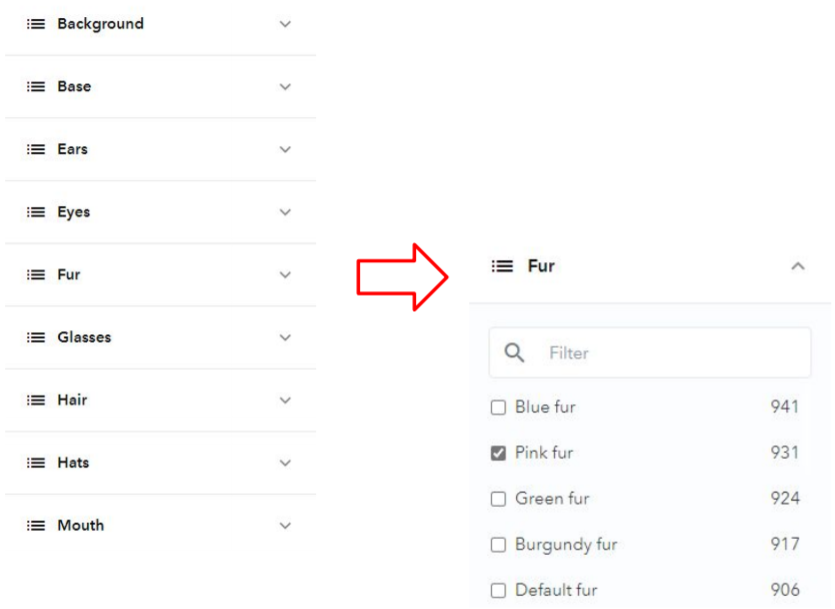 Background
Base
Ears
Eyes
Fur
Glasses
Hair
Hats
Mouth
Fur
Filter
Blue fur 941
Pink fur 931
Green fur 924
Burgundy fur 917
Default fur 906